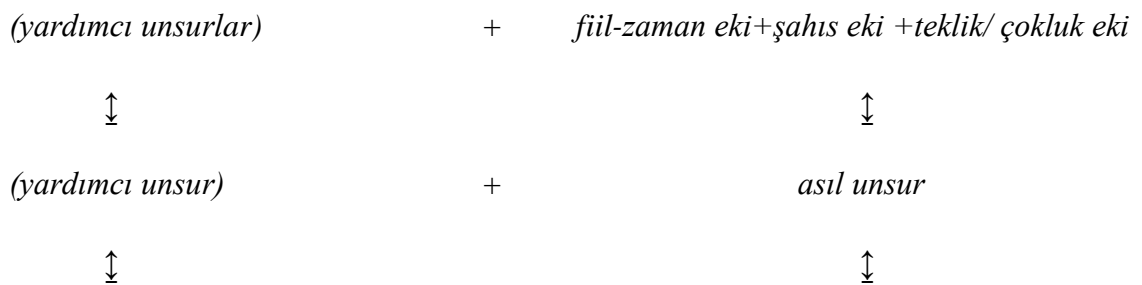 (yardımcı unsurlar) + fiil-zaman eki+şahıs eki +teklik/ çokluk eki
↨ ↨
(yardımcı unsur) + asıl unsur
↨ ↨